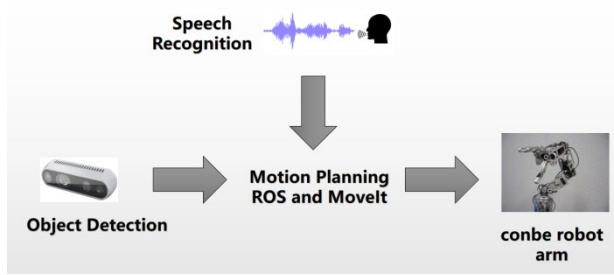 Speech
Recognition
Motion Planning
ROS and MoveIt
Object Detection
conbe robot
arm